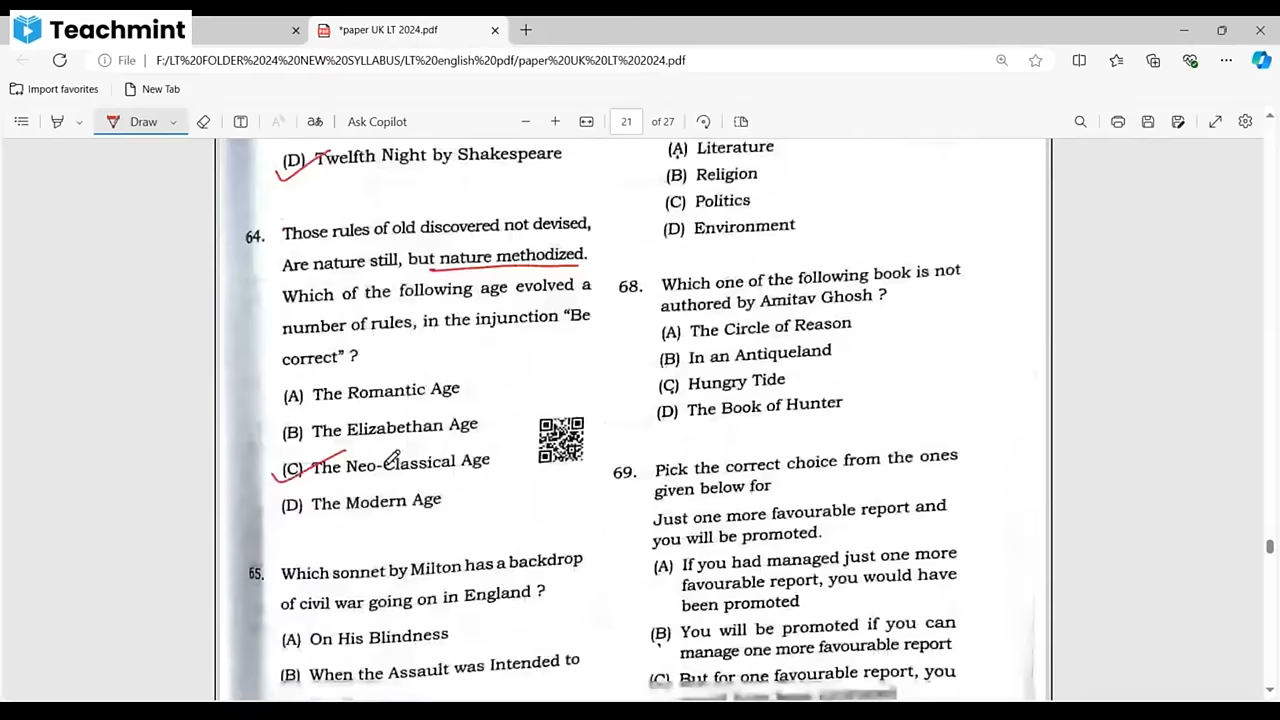 Teachmint
*paper UK LT 2024.pdf
File
F:/LT%20FOLDER%2024%20NEW%20SYLLABUS/LT%20english%20pdf/paper%20UK%20LT%202024.pdf
Import favorites
New Tab
Draw
Ask Copilot
21
of 27
(D) Twelfth Night by Shakespeare
64. Those rules of old discovered not devised,
Are nature still, but nature methodized.
Which of the following age evolved a
number of rules, in the injunction “Be
correct” ?
(A) The Romantic Age
(B) The Elizabethan Age
(C) The Neo-Classical Age
(D) The Modern Age
65. Which sonnet by Milton has a backdrop
of civil war going on in England ?
(A) On His Blindness
(B) When the Assault was Intended to
(A) Literature
(B) Religion
(C) Politics
(D) Environment
68. Which one of the following book is not
authored by Amitav Ghosh ?
(A) The Circle of Reason
(B) In an Antiqueland
(C) Hungry Tide
(D) The Book of Hunter
69. Pick the correct choice from the ones
given below for
Just one more favourable report and
you will be promoted.
(A) If you had managed just one more
favourable report, you would have
been promoted
(B) You will be promoted if you can
manage one more favourable report
(C) But for one favourable report, you